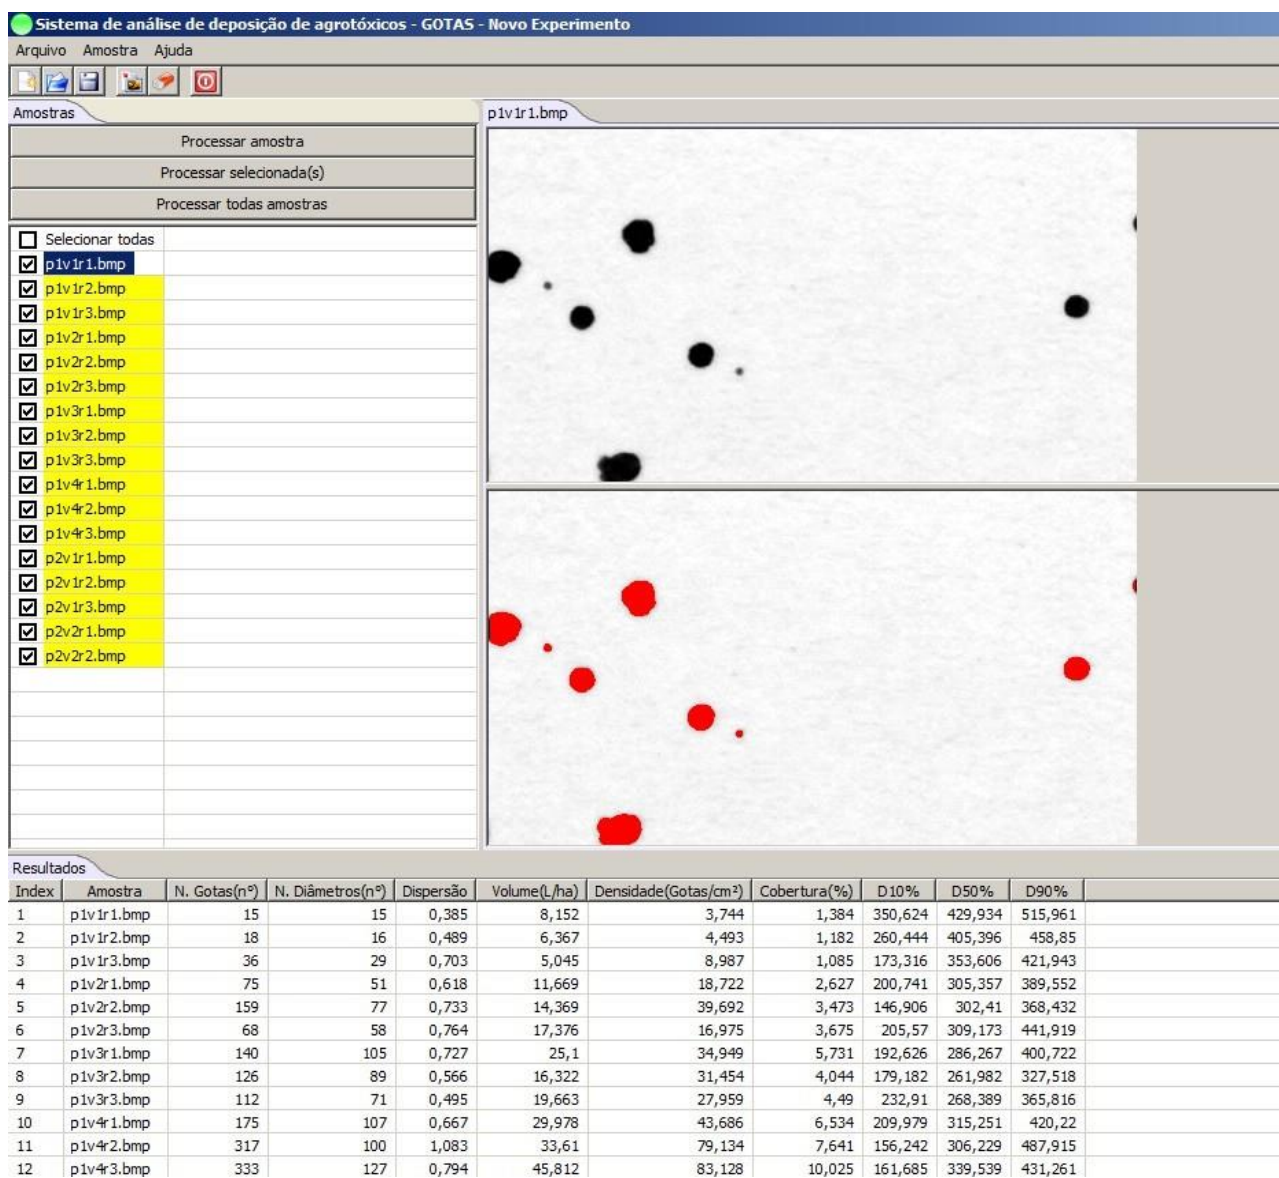 Sistema de análise de deposição de agrotóxicos - GOTAS - Novo Experimento
Arquivo Amostra Ajuda
Amostras
p1v1r1.bmp
Processar amostra
Processar selecionada(s)
Processar todas amostras
Selecionar todas
p1v1r1.bmp
p1v1r2.bmp
p1v1r3.bmp
p1v2r1.bmp
p1v2r2.bmp
p1v2r3.bmp
p1v3r1.bmp
p1v3r2.bmp
p1v3r3.bmp
p1v4r1.bmp
p1v4r2.bmp
p1v4r3.bmp
p2v1r1.bmp
p2v1r2.bmp
p2v1r3.bmp
p2v2r1.bmp
p2v2r2.bmp
Resultados
Index Amostra N. Gotas(nº) N. Diâmetros(nº) Dispersão Volume(L/ha) Densidade(Gotas/cm²) Cobertura(%) D10% D50% D90%
1 p1v1r1.bmp 15 15 0,385 8,152 3,744 1,384 350,624 429,934 515,961
2 p1v1r2.bmp 18 16 0,489 6,367 4,493 1,182 260,444 405,396 458,85
3 p1v1r3.bmp 36 29 0,703 5,045 8,987 1,085 173,316 353,606 421,943
4 p1v2r1.bmp 75 51 0,618 11,669 18,722 2,627 200,741 305,357 389,552
5 p1v2r2.bmp 159 77 0,733 14,369 39,692 3,473 146,906 302,41 368,432
6 p1v2r3.bmp 68 58 0,764 17,376 16,975 3,675 205,57 309,173 441,919
7 p1v3r1.bmp 140 105 0,727 25,1 34,949 5,731 192,626 286,267 400,722
8 p1v3r2.bmp 126 89 0,566 16,322 31,454 4,044 179,182 261,982 327,518
9 p1v3r3.bmp 112 71 0,495 19,663 27,959 4,49 232,91 268,389 365,816
10 p1v4r1.bmp 175 107 0,667 29,978 43,686 6,534 209,979 315,251 420,22
11 p1v4r2.bmp 317 100 1,083 33,61 79,134 7,641 156,242 306,229 487,915
12 p1v4r3.bmp 333 127 0,794 45,812 83,128 10,025 161,685 339,539 431,261